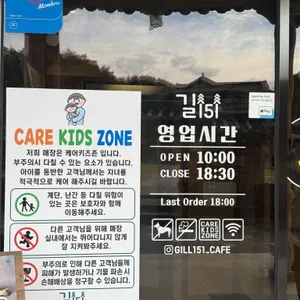 Members
CARE KIDS ZONE
저희 매장은 케어키즈존 입니다.
부주의시 다칠 수 있는 요소가 있습니다.
아이를 동반한 고객님께서는 자녀를
적극적으로 케어 해주시길 바랍니다.
계단, 난간 등 다칠 위험이
있는 곳은 보호자와 함께
이동해주세요.
다른 고객님을 위해 매장
실내에서는 뛰어다니지 않게
잘 지켜봐주세요.
부주의로 인해 다른 고객님들께
피해가 발생하거나 기물 파손시
손해배상을 청구할 수 있습니다.
길151
길151
영업시간
OPEN 10:00
CLOSE 18:30
Last Order 18:00
CARE
KIDS
ZONE
GILL151_CAFE
Pay